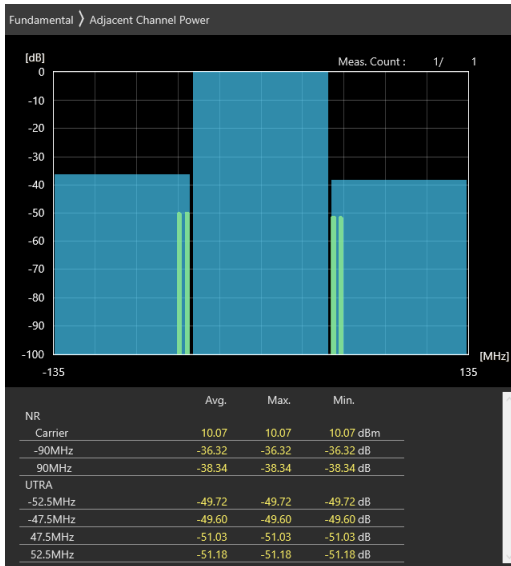 Fundamental 〉 Adjacent Channel Power
[dB] Meas. Count : 1/ 1
0
-10
-20
-30
-40
-50
-60
-70
-80
-90
-100 [MHz]
-135 135
Avg. Max. Min.
NR
Carrier 10.07 10.07 10.07 dBm
-90MHz -36.32 -36.32 -36.32 dB
90MHz -38.34 -38.34 -38.34 dB
UTRA
-52.5MHz -49.72 -49.72 -49.72 dB
-47.5MHz -49.60 -49.60 -49.60 dB
47.5MHz -51.03 -51.03 -51.03 dB
52.5MHz -51.18 -51.18 -51.18 dB